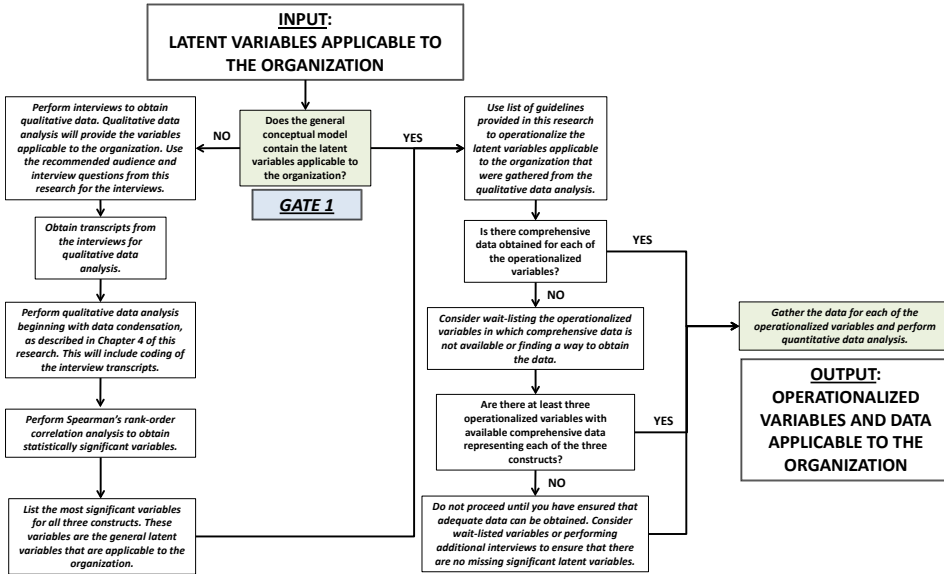 INPUT:
LATENT VARIABLES APPLICABLE TO
THE ORGANIZATION
Perform interviews to obtain
qualitative data. Qualitative data
analysis will provide the variables
applicable to the organization. Use
the recommended audience and
interview questions from this
research for the interviews.
NO
Does the general
conceptual model
contain the latent
variables applicable to
the organization?
YES
GATE 1
Use list of guidelines
provided in this research
to operationalize the
latent variables applicable
to the organization that
were gathered from the
qualitative data analysis.
Obtain transcripts from
the interviews for
qualitative data
analysis.
Is there comprehensive
data obtained for each of
the operationalized
variables?
YES
NO
Perform qualitative data analysis
beginning with data condensation,
as described in Chapter 4 of this
research. This will include coding of
the interview transcripts.
Consider wait-listing the operationalized
variables in which comprehensive data is
not available or finding a way to obtain
the data.
Gather the data for each of the
operationalized variables and perform
quantitative data analysis.
OUTPUT:
OPERATIONALIZED
VARIABLES AND DATA
APPLICABLE TO THE
ORGANIZATION
Perform Spearman's rank-order
correlation analysis to obtain
statistically significant variables.
Are there at least three
operationalized variables with
available comprehensive data
representing each of the three
constructs?
YES
NO
List the most significant variables
for all three constructs. These
variables are the general latent
variables that are applicable to the
organization.
Do not proceed until you have ensured that
adequate data can be obtained. Consider
wait-listed variables or performing
additional interviews to ensure that there
are no missing significant latent variables.